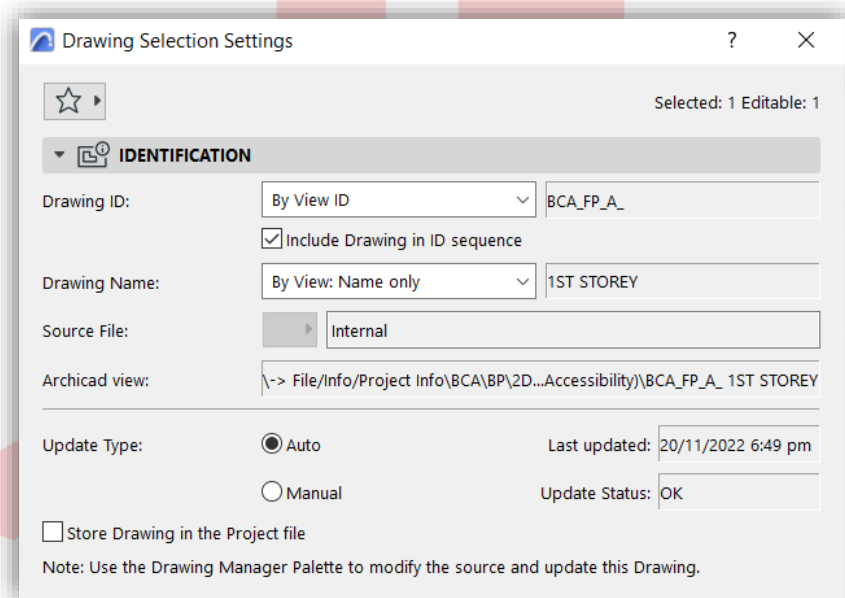 Drawing Selection Settings ? ×
Selected: 1 Editable: 1
IDENTIFICATION
Drawing ID: By View ID BCA_FP_A_
Include Drawing in ID sequence
Drawing Name: By View: Name only 1ST STOREY
Source File: Internal
Archicad view: \-> File/Info/Project Info\BCA\BP\2D...Accessibility)\BCA_FP_A_ 1ST STOREY
Update Type: Auto Last updated: 20/11/2022 6:49 pm
Manual Update Status: OK
Store Drawing in the Project file
Note: Use the Drawing Manager Palette to modify the source and update this Drawing.